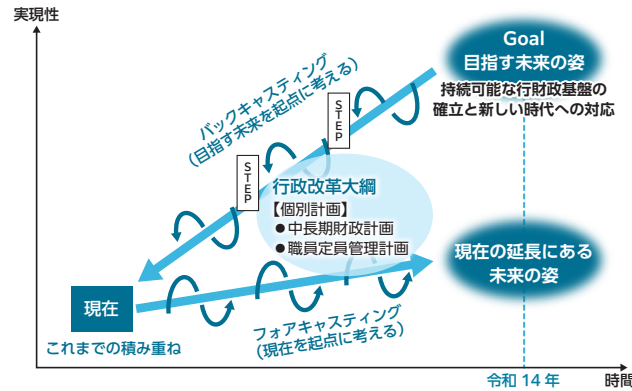 実現性
Goal
目指す未来の姿
持続可能な行財政基盤の
確立と新しい時代への対応
バックキャスティング
(目指す未来を起点に考える)
STEP
STEP
行政改革大綱
【個別計画】
●中長期財政計画
●職員定員管理計画
現在の延長にある
未来の姿
現在
これまでの積み重ね
フォアキャスティング
(現在を起点に考える)
令和 14 年
時間